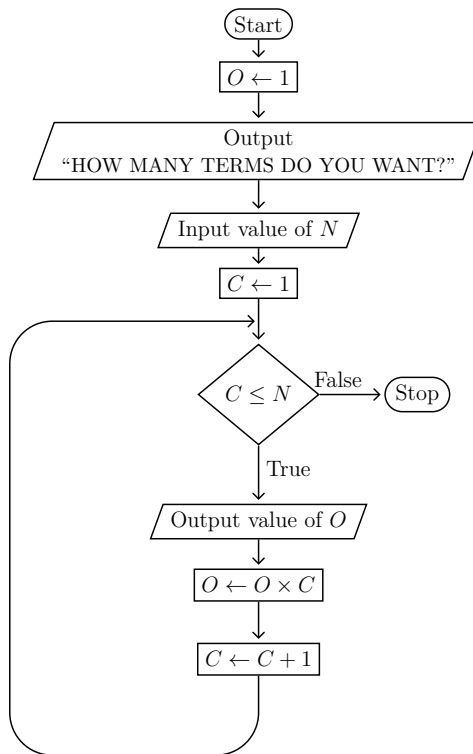 Start
O ← 1
Output
“HOW MANY TERMS DO YOU WANT?”
Input value of N
C ← 1
C ≤ N
False
Stop
True
Output value of O
O ← O × C
C ← C + 1